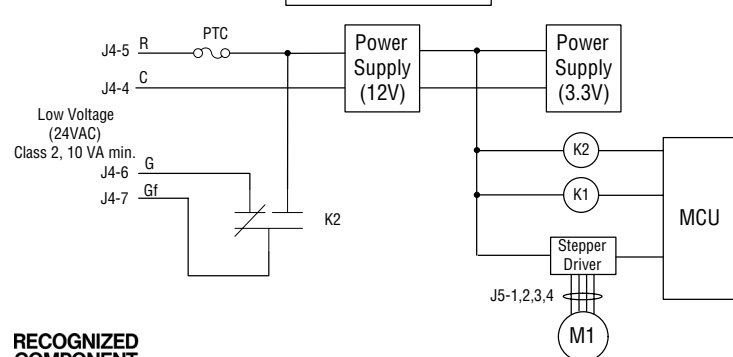 J4-5 R
PTC
J4-4 C
Power
Supply
(12V)
Power
Supply
(3.3V)
Low Voltage
(24VAC)
Class 2, 10 VA min.
J4-6 G
J4-7 Gf
K2
K2
K1
MCU
Stepper
Driver
J5-1,2,3,4
M1
RECOGNIZED
COMPONENT